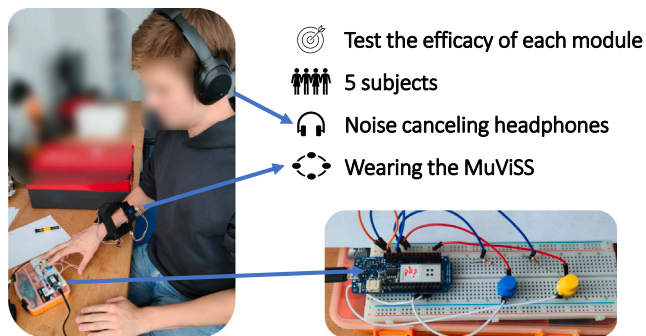 Test the efficacy of each module
5 subjects
Noise canceling headphones
Wearing the MuViSS